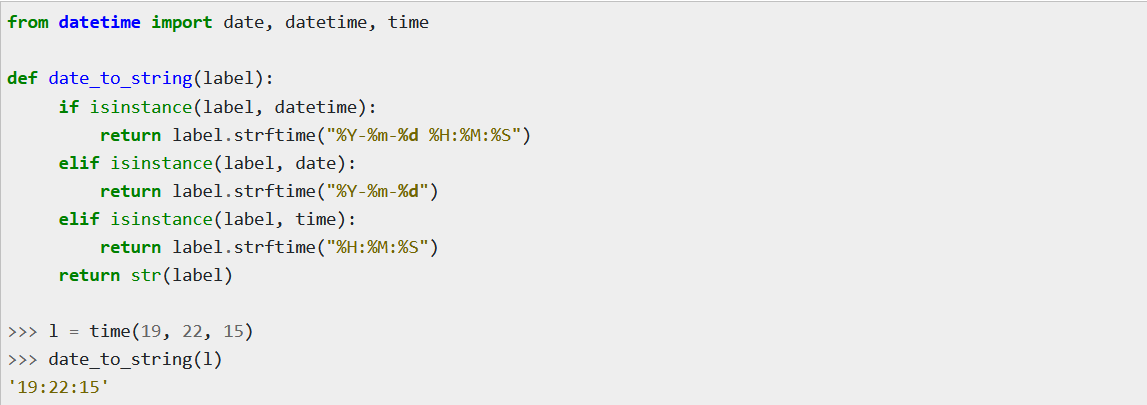 from datetime import date, datetime, time

def date_to_string(label):
     if isinstance(label, datetime):
         return label.strftime("%Y-%m-%d %H:%M:%S")
     elif isinstance(label, date):
         return label.strftime("%Y-%m-%d")
     elif isinstance(label, time):
         return label.strftime("%H:%M:%S")
     return str(label)

>>> l = time(19, 22, 15)
>>> date_to_string(l)
'19:22:15'